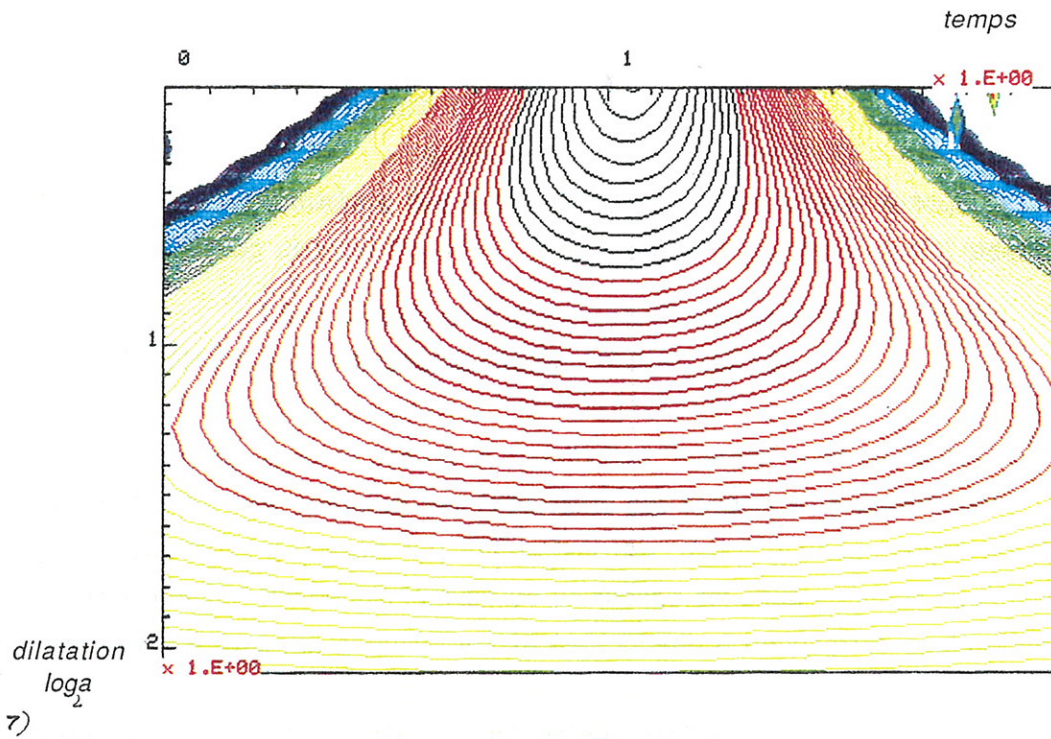 temps
0 1
× 1.E+00
1
2
× 1.E+00
dilatation
log₂a
7)